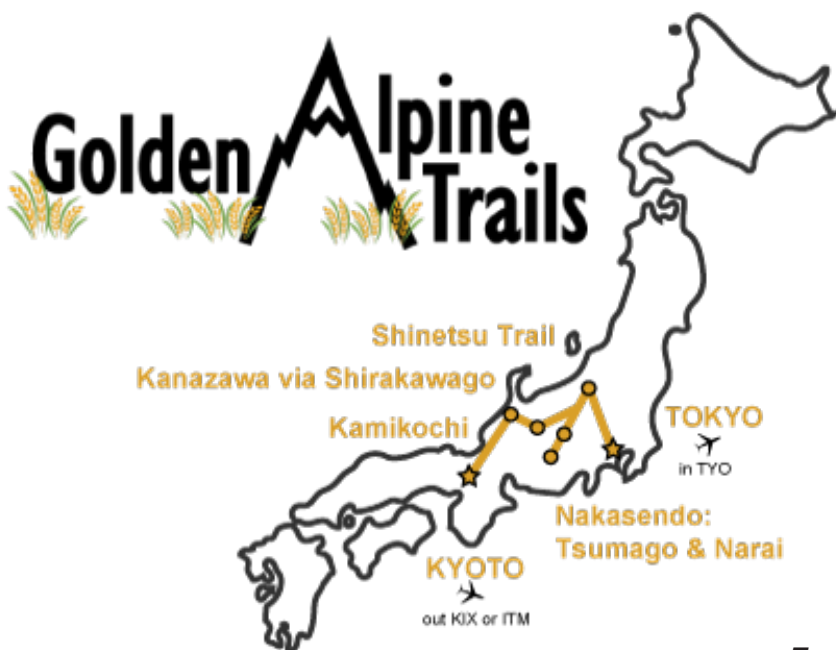 Golden Alpine
Trails
Shinetsu Trail
Kanazawa via Shirakawago
Kamikochi
TOKYO
in TYO
Nakasendo:
Tsumago & Narai
KYOTO
out KIX or ITM